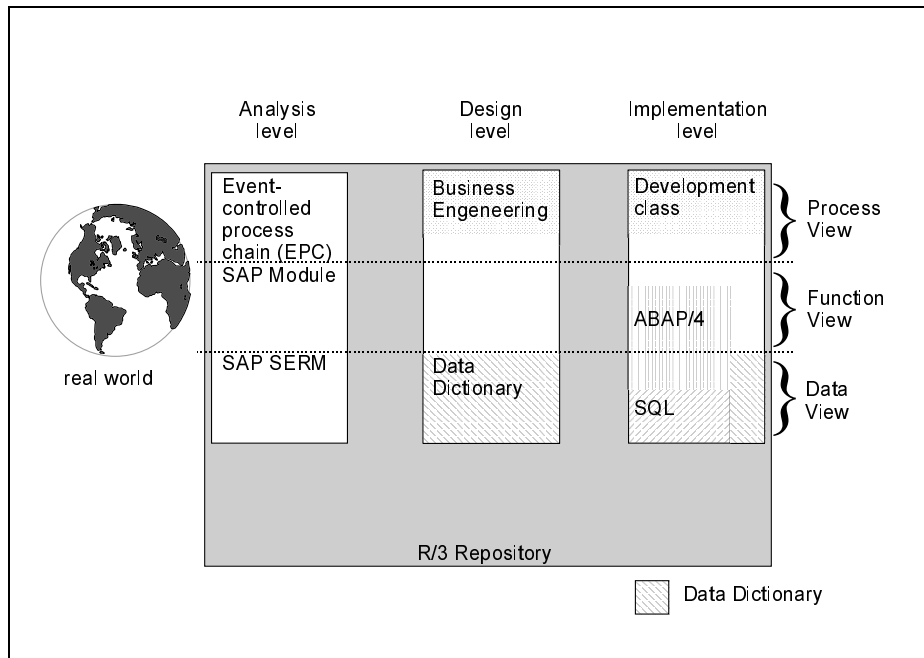 Analysis
level
Design
level
Implementation
level
Event-
controlled
process
chain (EPC)
Business
Engeneering
Development
class
Process
View
SAP Module
ABAP/4
Function
View
SAP SERM
Data
Dictionary
SQL
Data
View
real world
R/3 Repository
Data Dictionary